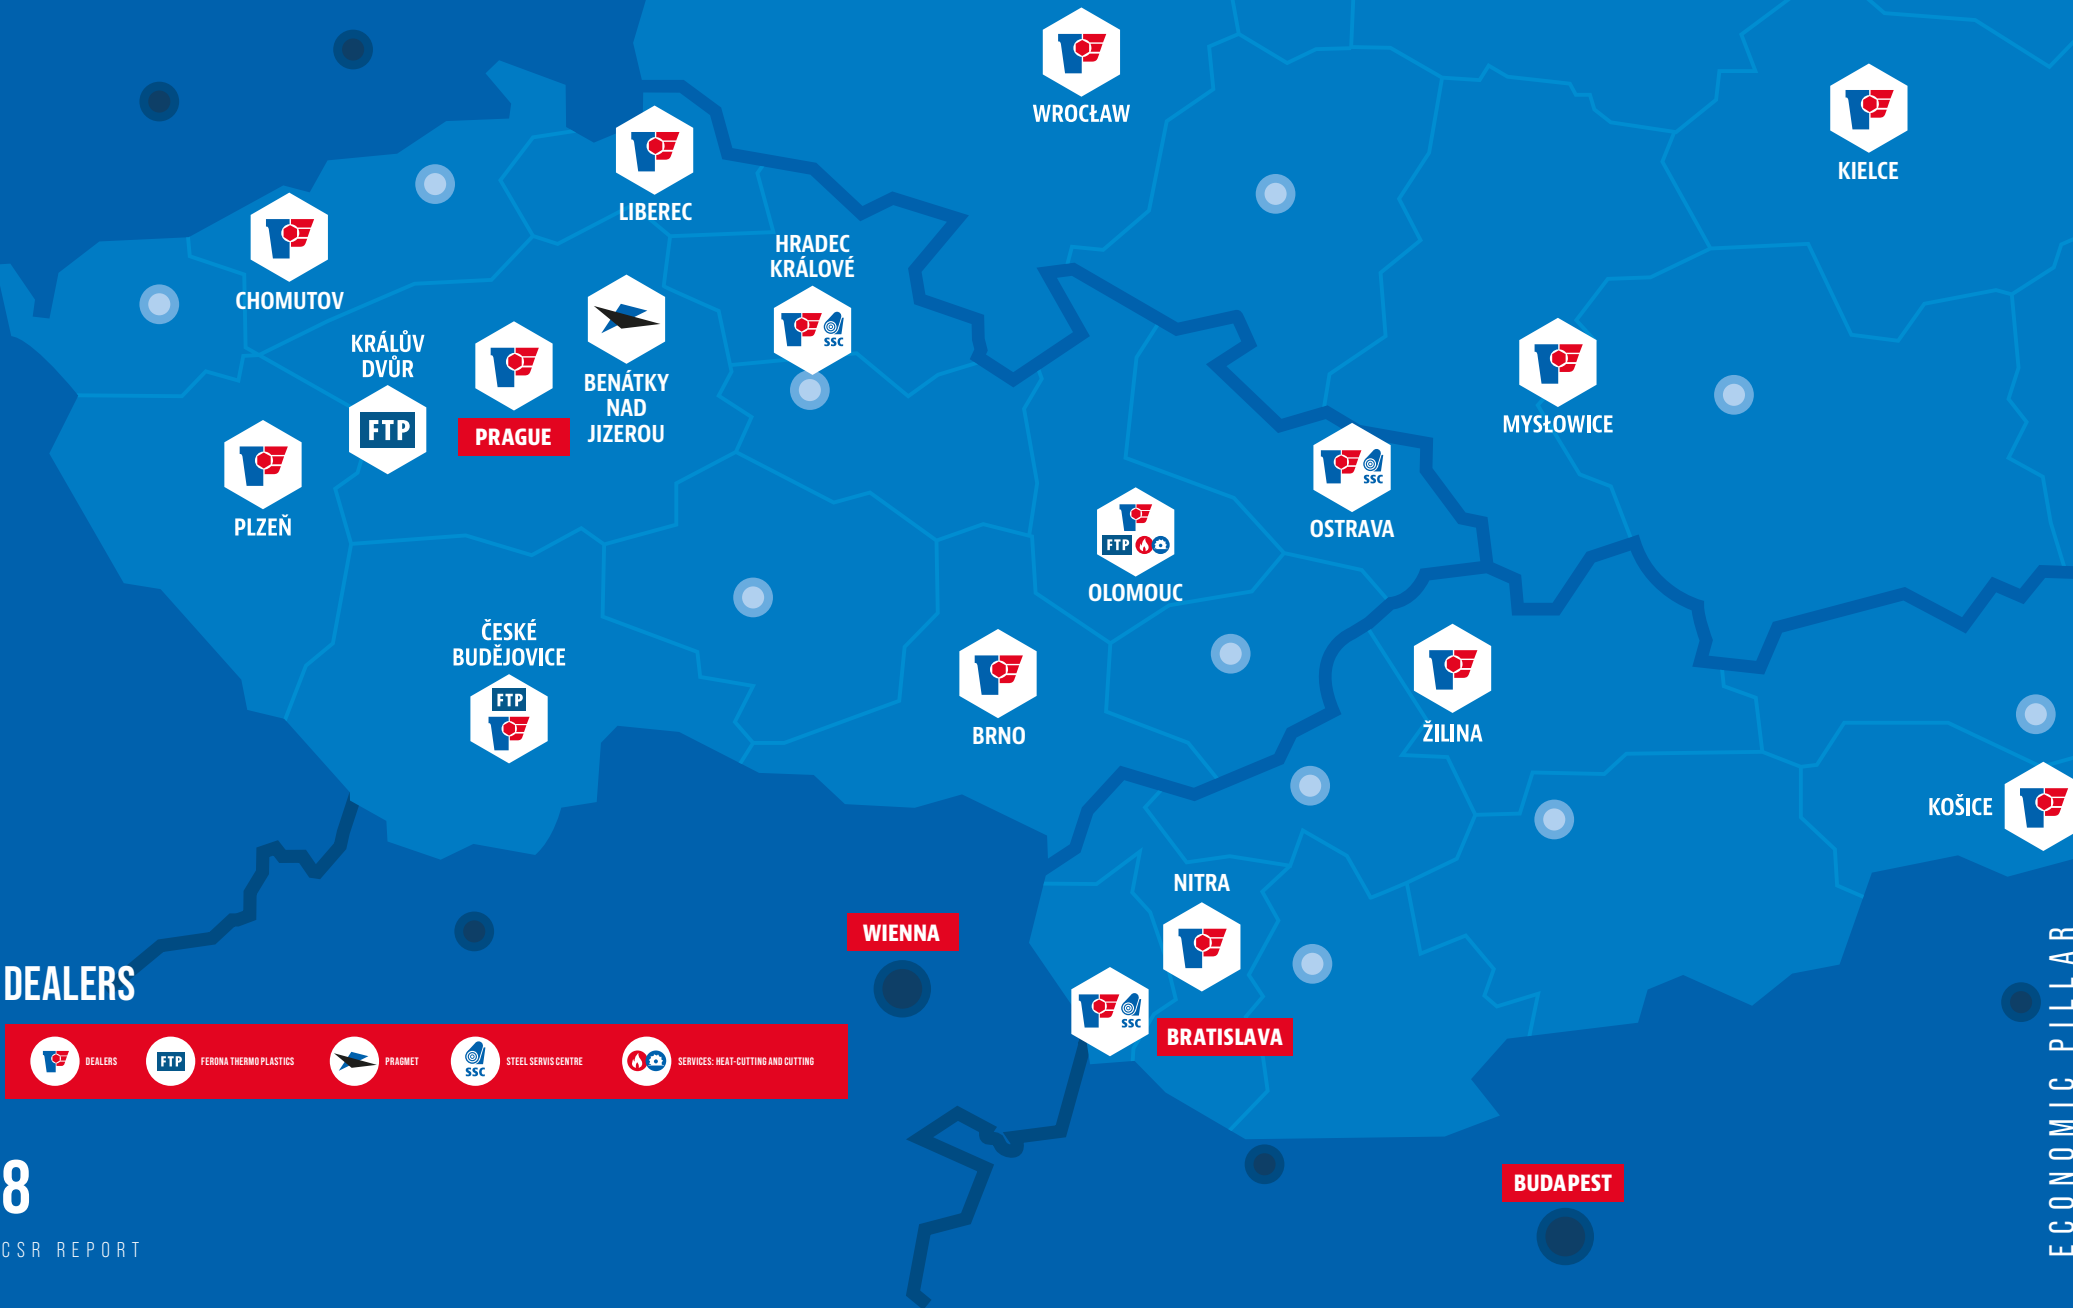 WROCŁAW
KIELCE
LIBEREC
CHOMUTOV
HRADEC
KRÁLOVÉ
SSC
KRÁLŮV
DVŮR
FTP
PRAGUE
BENÁTKY
NAD
JIZEROU
MYSŁOWICE
PLZEŇ
SSC
OSTRAVA
FTP
OLOMOUC
ČESKÉ
BUDĚJOVICE
FTP
BRNO
ŽILINA
KOŠICE
NITRA
WIENNA
SSC
BRATISLAVA
BUDAPEST
DEALERS
DEALERS
FTP
FERONA THERMO PLASTICS
PRAGMET
SSC
STEEL SERVIS CENTRE
SERVICES: HEAT-CUTTING AND CUTTING
8
CSR REPORT
ECONOMIC PILLAR